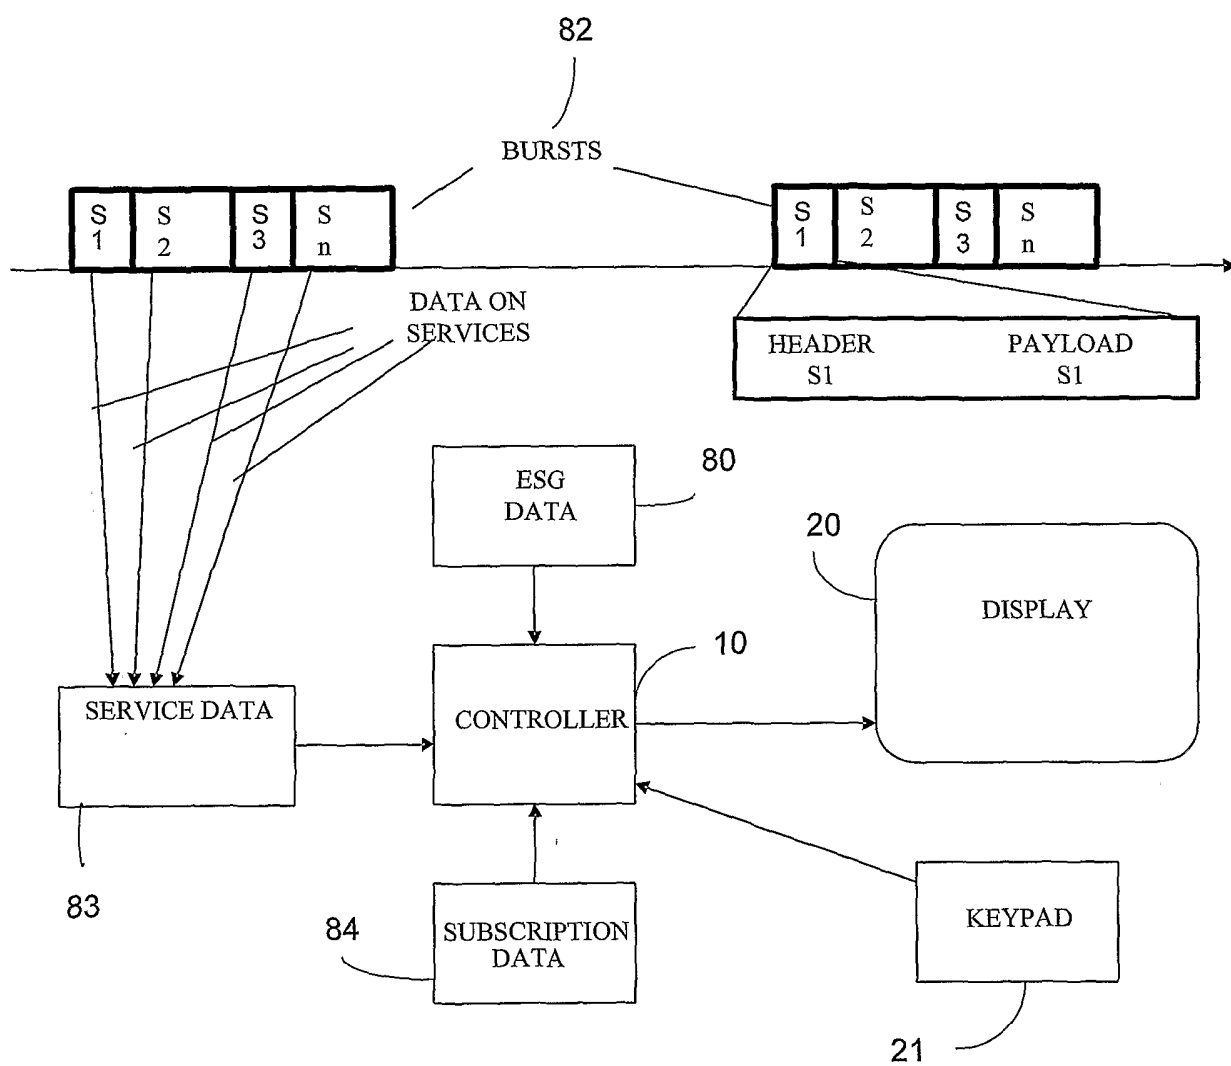 82
BURSTS
S
1
S
2
S
3
S
n
S
1
S
2
S
3
S
n
DATA ON
SERVICES
HEADER
S1
PAYLOAD
S1
ESG
DATA
80
20
DISPLAY
10
SERVICE DATA
CONTROLLER
83
84
SUBSCRIPTION
DATA
KEYPAD
21